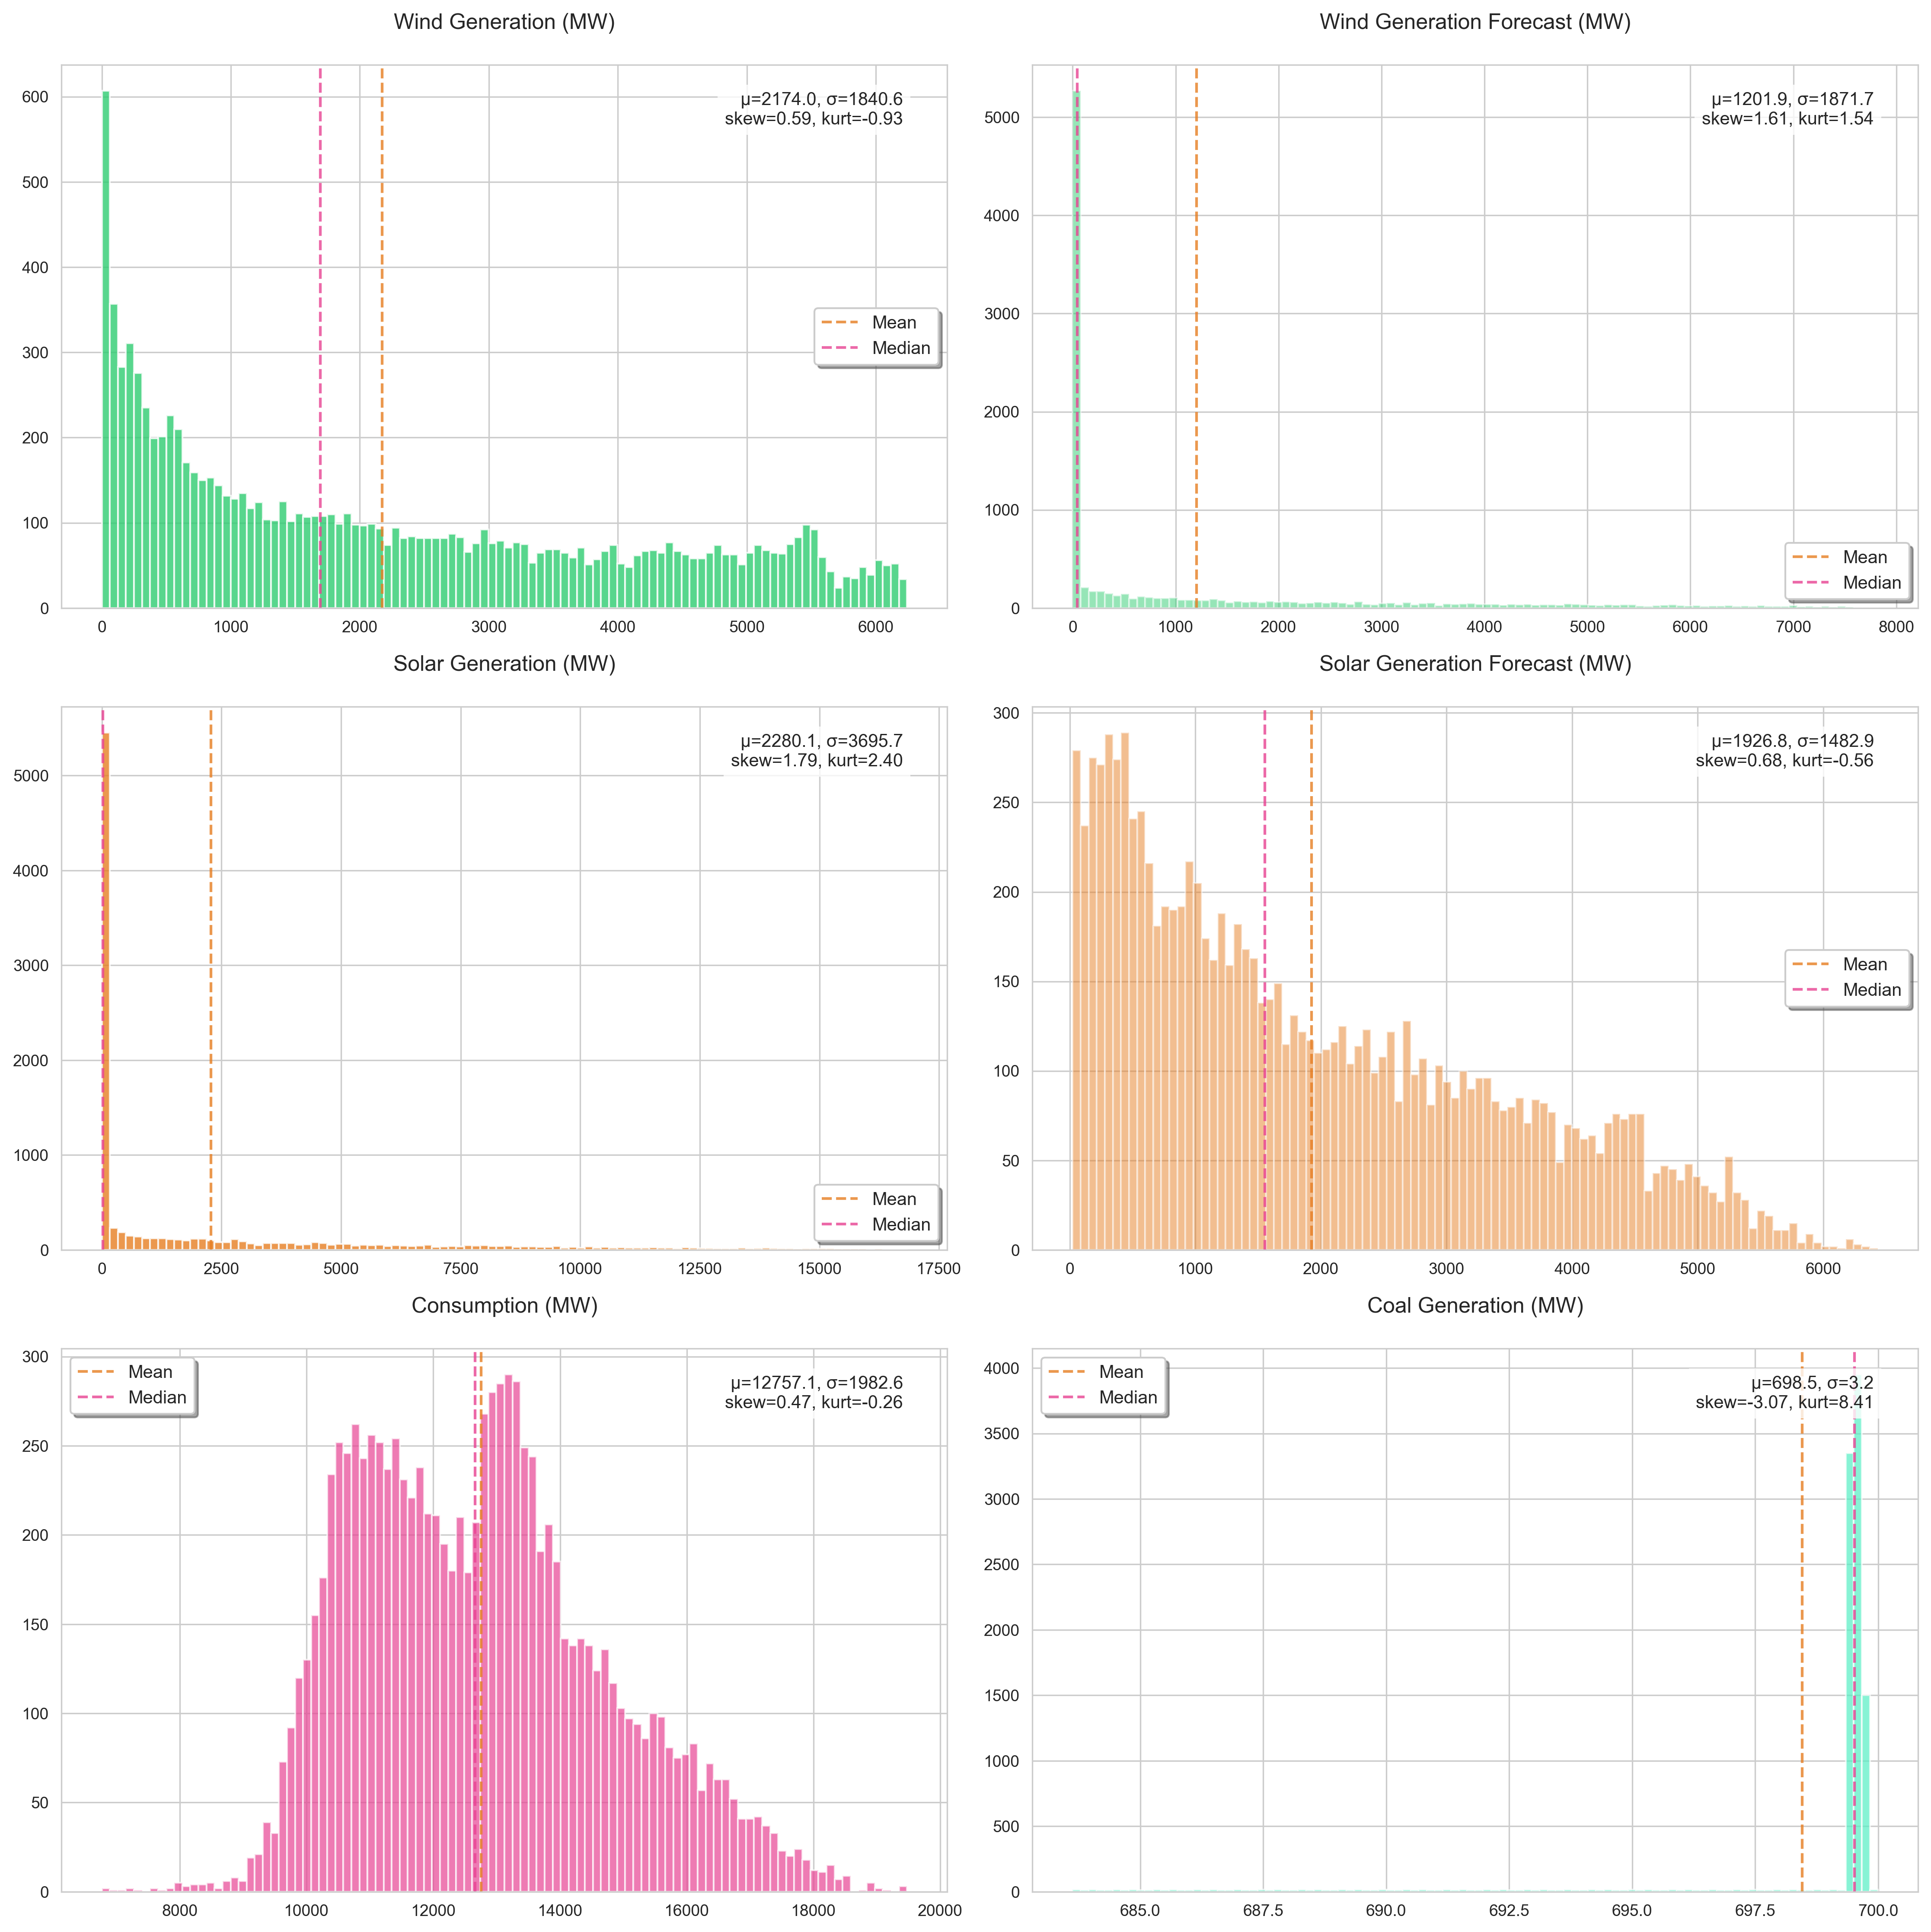 Wind Generation (MW)
μ=2174.0, σ=1840.6
skew=0.59, kurt=-0.93
Mean
Median
600
500
400
300
200
100
0
0 1000 2000 3000 4000 5000 6000
Wind Generation Forecast (MW)
μ=1201.9, σ=1871.7
skew=1.61, kurt=1.54
Mean
Median
5000
4000
3000
2000
1000
0
0 1000 2000 3000 4000 5000 6000 7000 8000
Solar Generation (MW)
μ=2280.1, σ=3695.7
skew=1.79, kurt=2.40
Mean
Median
5000
4000
3000
2000
1000
0
0 2500 5000 7500 10000 12500 15000 17500
Solar Generation Forecast (MW)
μ=1926.8, σ=1482.9
skew=0.68, kurt=-0.56
Mean
Median
300
250
200
150
100
50
0
0 1000 2000 3000 4000 5000 6000
Consumption (MW)
Mean
Median
μ=12757.1, σ=1982.6
skew=0.47, kurt=-0.26
300
250
200
150
100
50
0
8000 10000 12000 14000 16000 18000 20000
Coal Generation (MW)
Mean
Median
μ=698.5, σ=3.2
skew=-3.07, kurt=8.41
4000
3500
3000
2500
2000
1500
1000
500
0
685.0 687.5 690.0 692.5 695.0 697.5 700.0